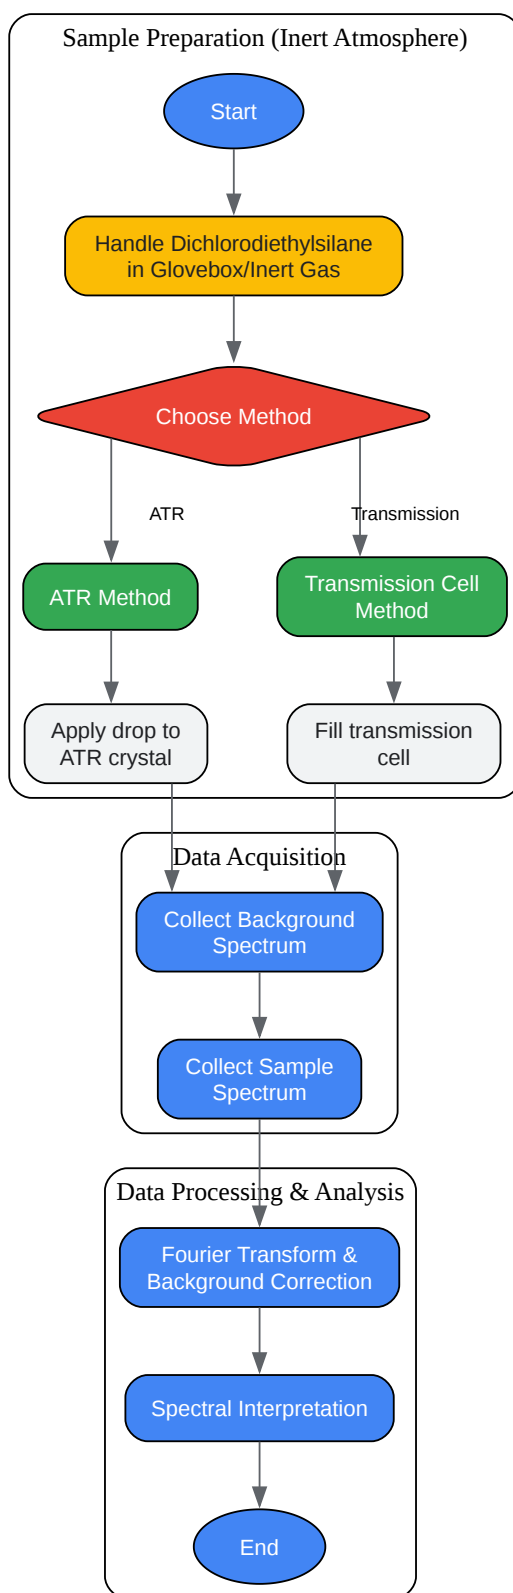 Sample Preparation (Inert Atmosphere)
Start
Handle Dichlorodiethylsilane
in Glovebox/Inert Gas
Choose Method
ATR
Transmission
ATR Method
Transmission Cell
Method
Apply drop to
ATR crystal
Fill transmission
cell
Data Acquisition
Collect Background
Spectrum
Collect Sample
Spectrum
Data Processing & Analysis
Fourier Transform &
Background Correction
Spectral Interpretation
End